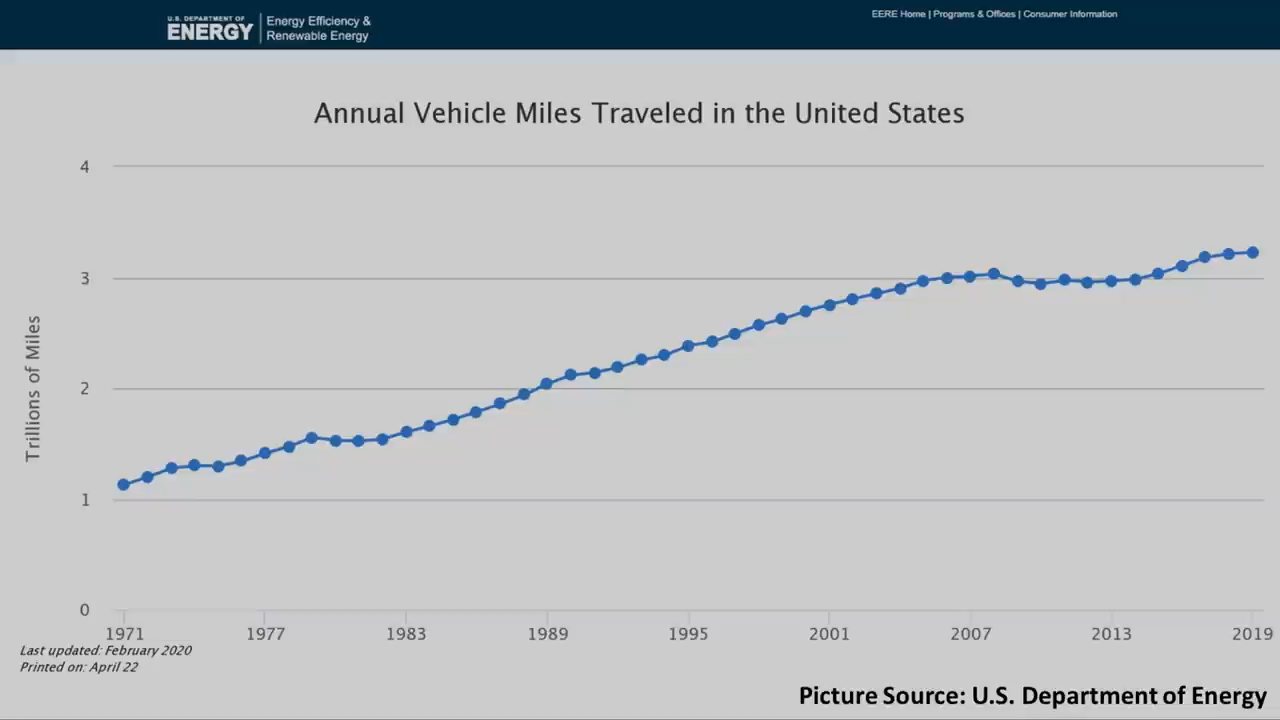 U.S. DEPARTMENT OF
ENERGY
Energy Efficiency &
Renewable Energy
EERE Home | Programs & Offices | Consumer Information
Annual Vehicle Miles Traveled in the United States
Trillions of Miles
4
3
2
1
0
1971 1977 1983 1989 1995 2001 2007 2013 2019
Last updated: February 2020
Printed on: April 22
Picture Source: U.S. Department of Energy